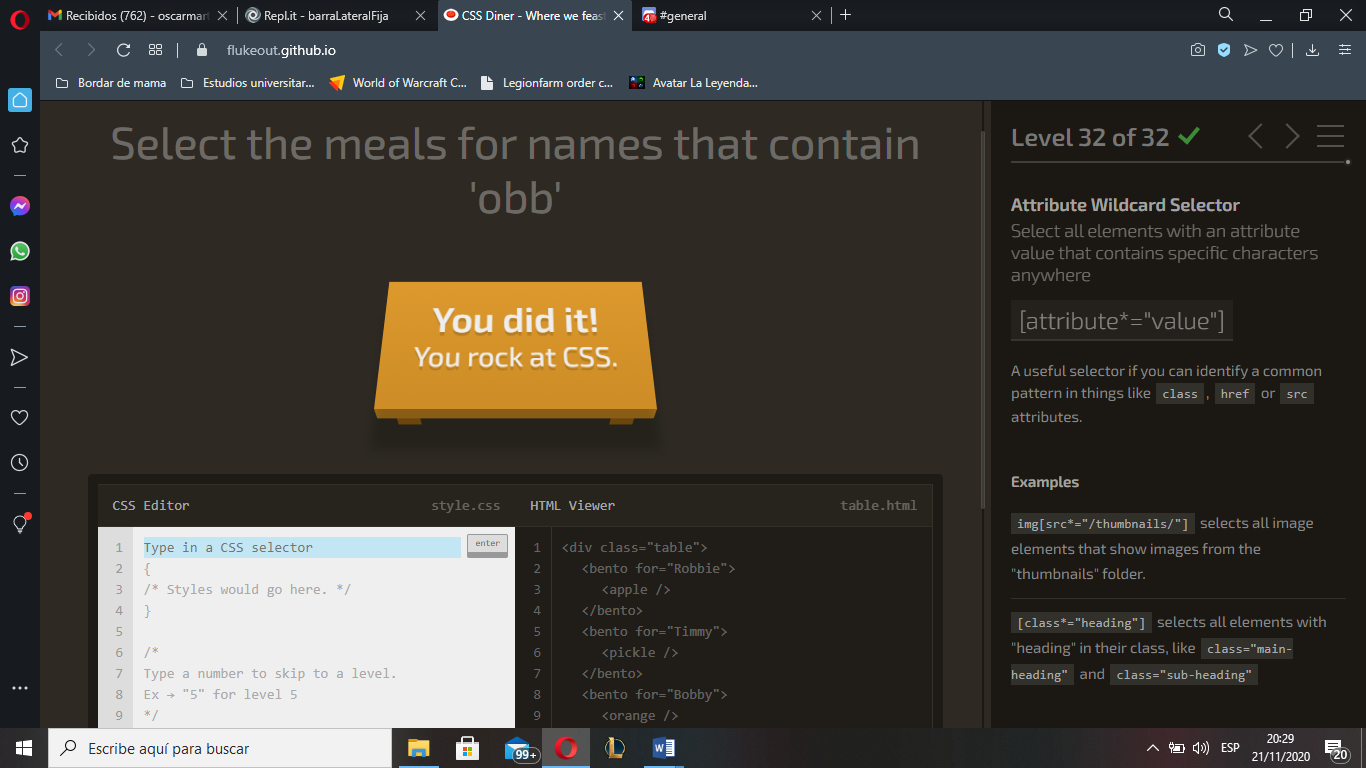 Recibidos (762) - oscarmart
Repl.it - barraLateralFija
CSS Diner - Where we feast
#general
flukeout.github.io
Bordar de mama
Estudios universitar...
World of Warcraft C...
Legionfarm order c...
Avatar La Leyenda...
Select the meals for names that contain
'obb'
You did it!
You rock at CSS.
CSS Editor
style.css
HTML Viewer
table.html
1 Type in a CSS selector
enter
2 {
3 /* Styles would go here. */
4 }
5
6 /*
7 Type a number to skip to a level.
8 Ex → "5" for level 5
9 */
1 <div class="table">
2 <bento for="Robbie">
3 <apple />
4 </bento>
5 <bento for="Timmy">
6 <pickle />
7 </bento>
8 <bento for="Bobby">
9 <orange />
Level 32 of 32
Attribute Wildcard Selector
Select all elements with an attribute
value that contains specific characters
anywhere
[attribute*="value"]
A useful selector if you can identify a common
pattern in things like class , href or src
attributes.
Examples
img[src*="/thumbnails/"] selects all image
elements that show images from the
"thumbnails" folder.
[class*="heading"] selects all elements with
"heading" in their class, like class="main-
heading" and class="sub-heading"
Escribe aquí para buscar
99+
ESP
20:29
21/11/2020
20